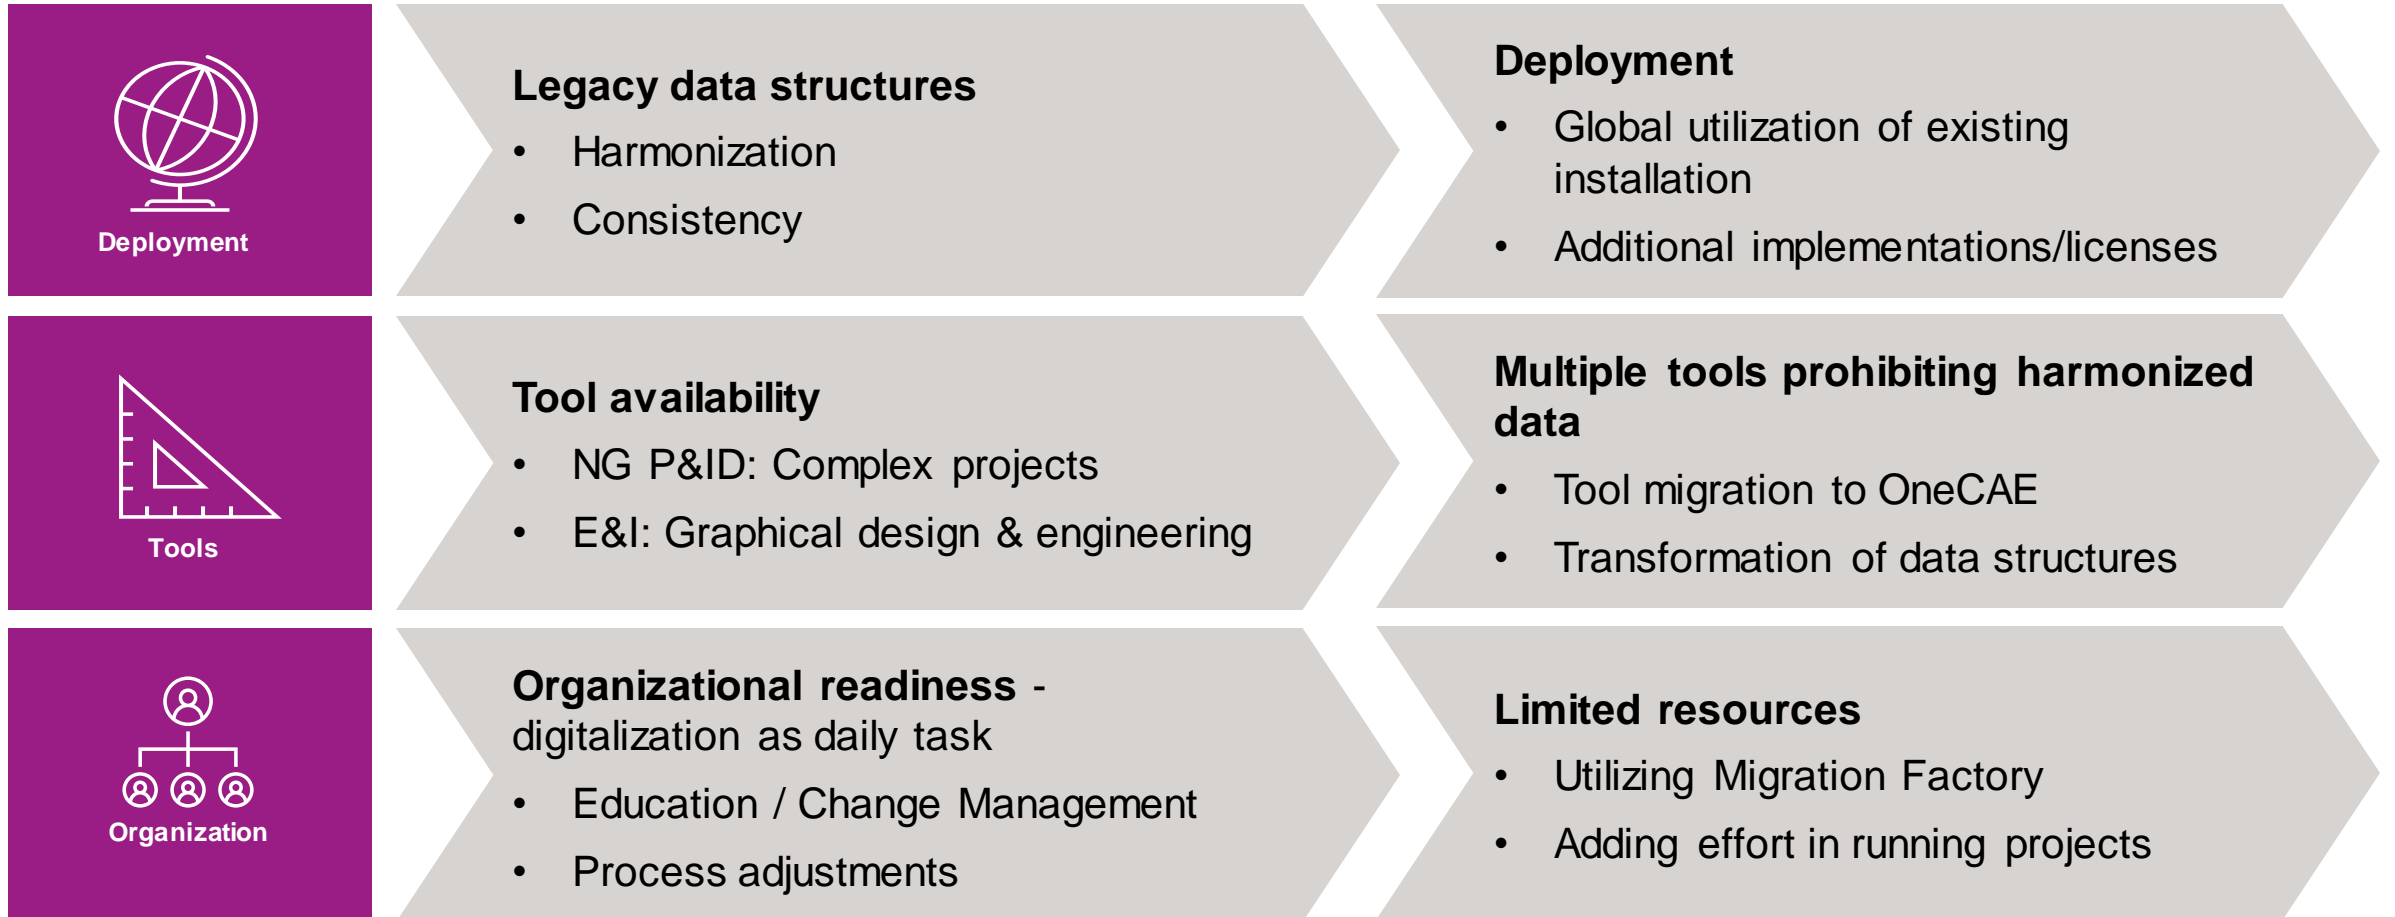 Deployment
Legacy data structures
• Harmonization
• Consistency
Deployment
• Global utilization of existing
installation
• Additional implementations/licenses
Tools
Tool availability
• NG P&ID: Complex projects
• E&I: Graphical design & engineering
Multiple tools prohibiting harmonized
data
• Tool migration to OneCAE
• Transformation of data structures
Organization
Organizational readiness -
digitalization as daily task
• Education / Change Management
• Process adjustments
Limited resources
• Utilizing Migration Factory
• Adding effort in running projects